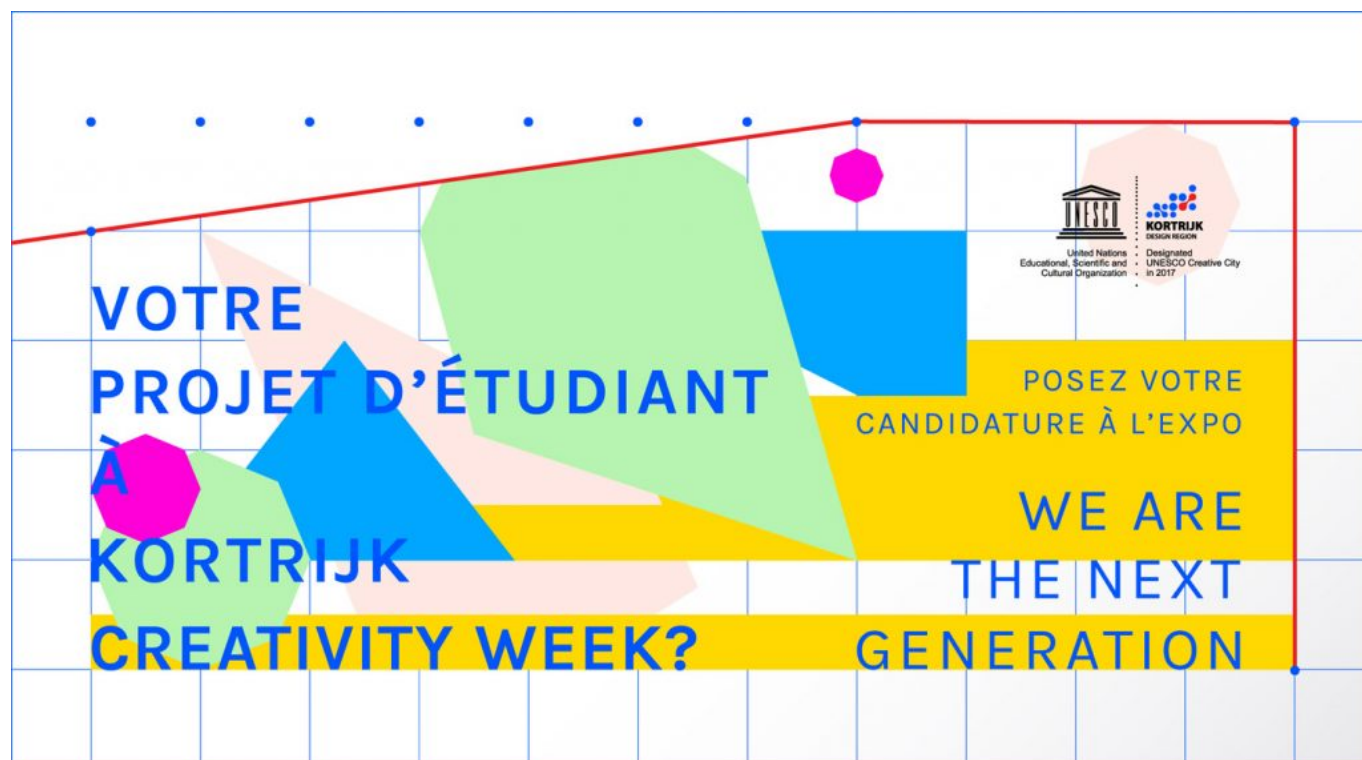 VOTRE
PROJET D'ÉTUDIANT
À
KORTRIJK
CREATIVITY WEEK?
UNESCO
United Nations
Educational, Scientific and
Cultural Organization
KORTRIJK
DESIGN REGION
Designated
UNESCO Creative City
in 2017
POSEZ VOTRE
CANDIDATURE À L'EXPO
WE ARE
THE NEXT
GENERATION